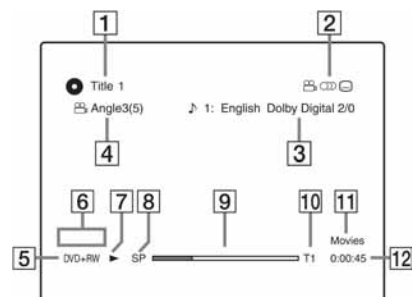 1
2
Title 1
Angle3(5)
♪ 1: English Dolby Digital 2/0
4
3
6
7
8
9
10
11
Movies
5
DVD+RW ► SP
T1
0:00:45
12